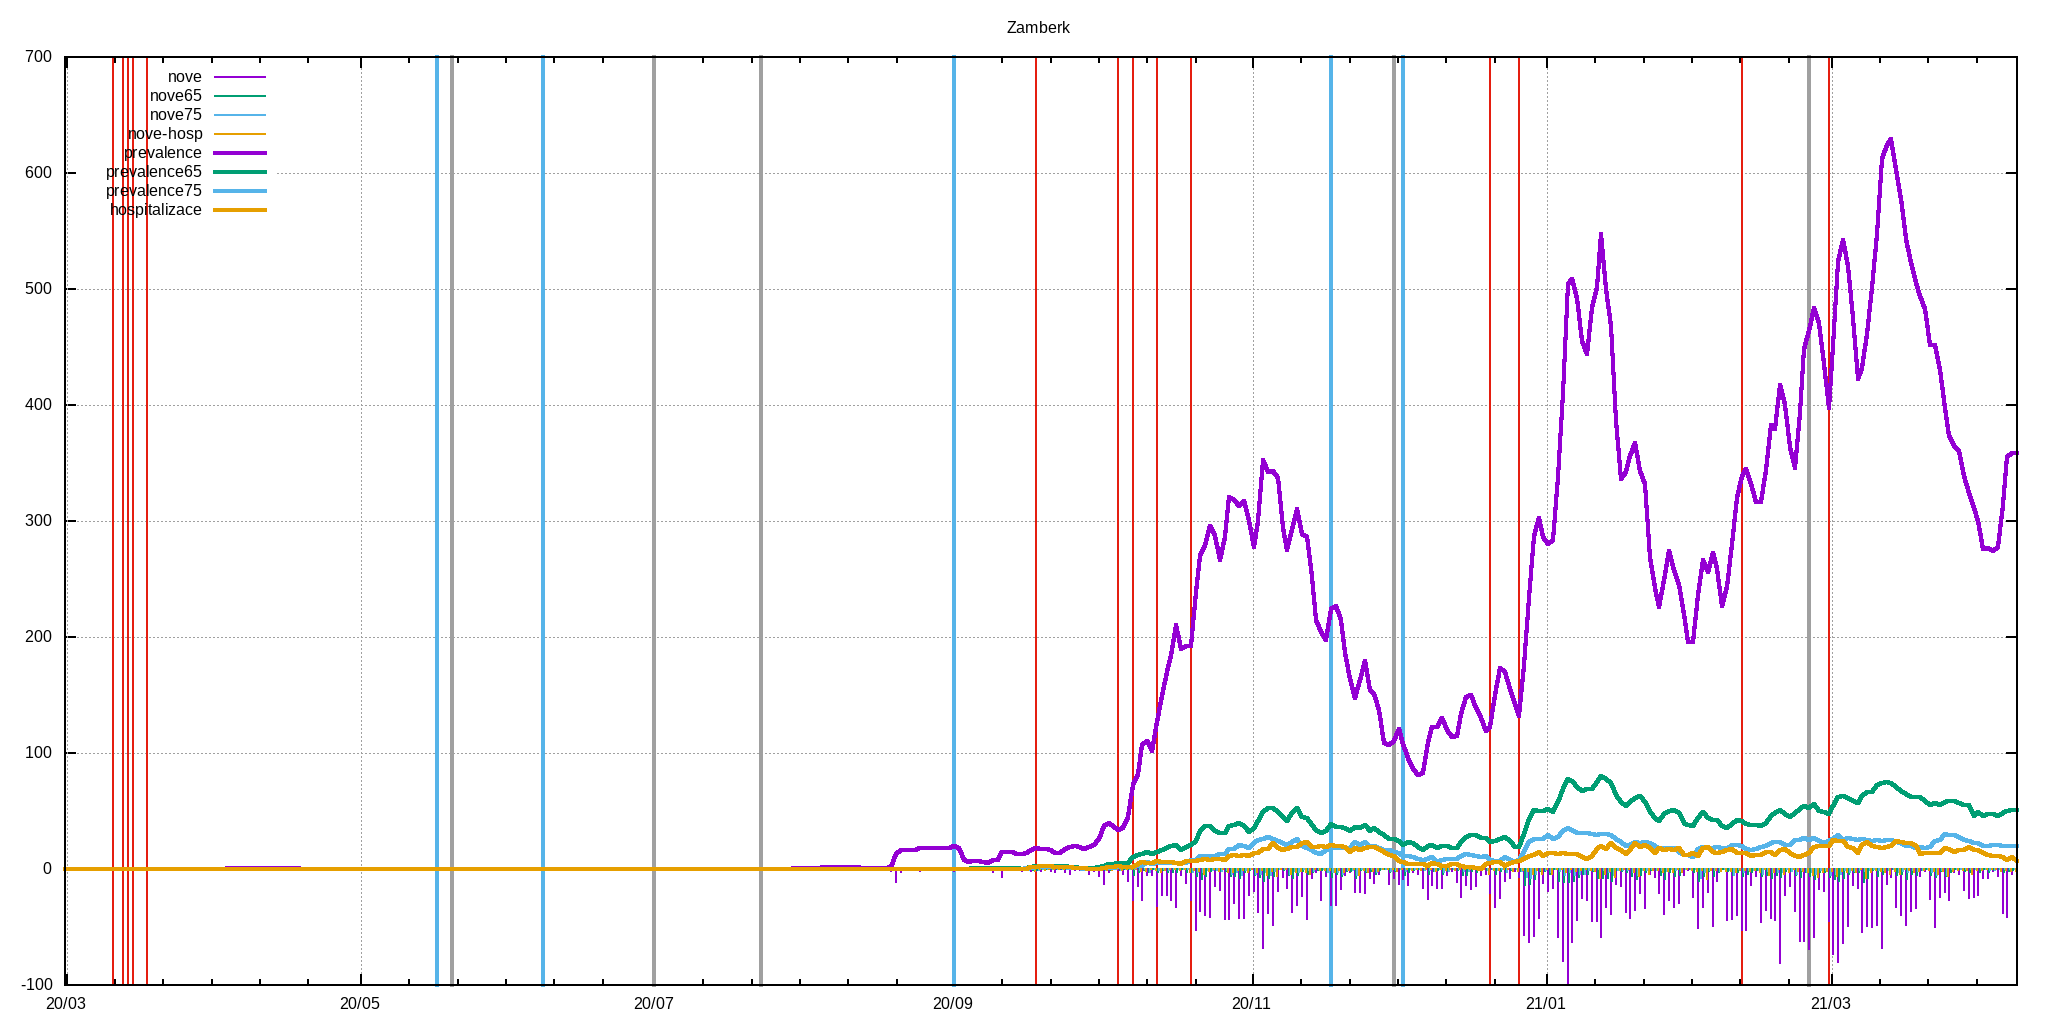 Zamberk
700
600
500
400
300
200
100
0
-100
nove
nove65
nove75
nove-hosp
prevalence
prevalence65
prevalence75
hospitalizace
20/03 20/05 20/07 20/09 20/11 21/01 21/03